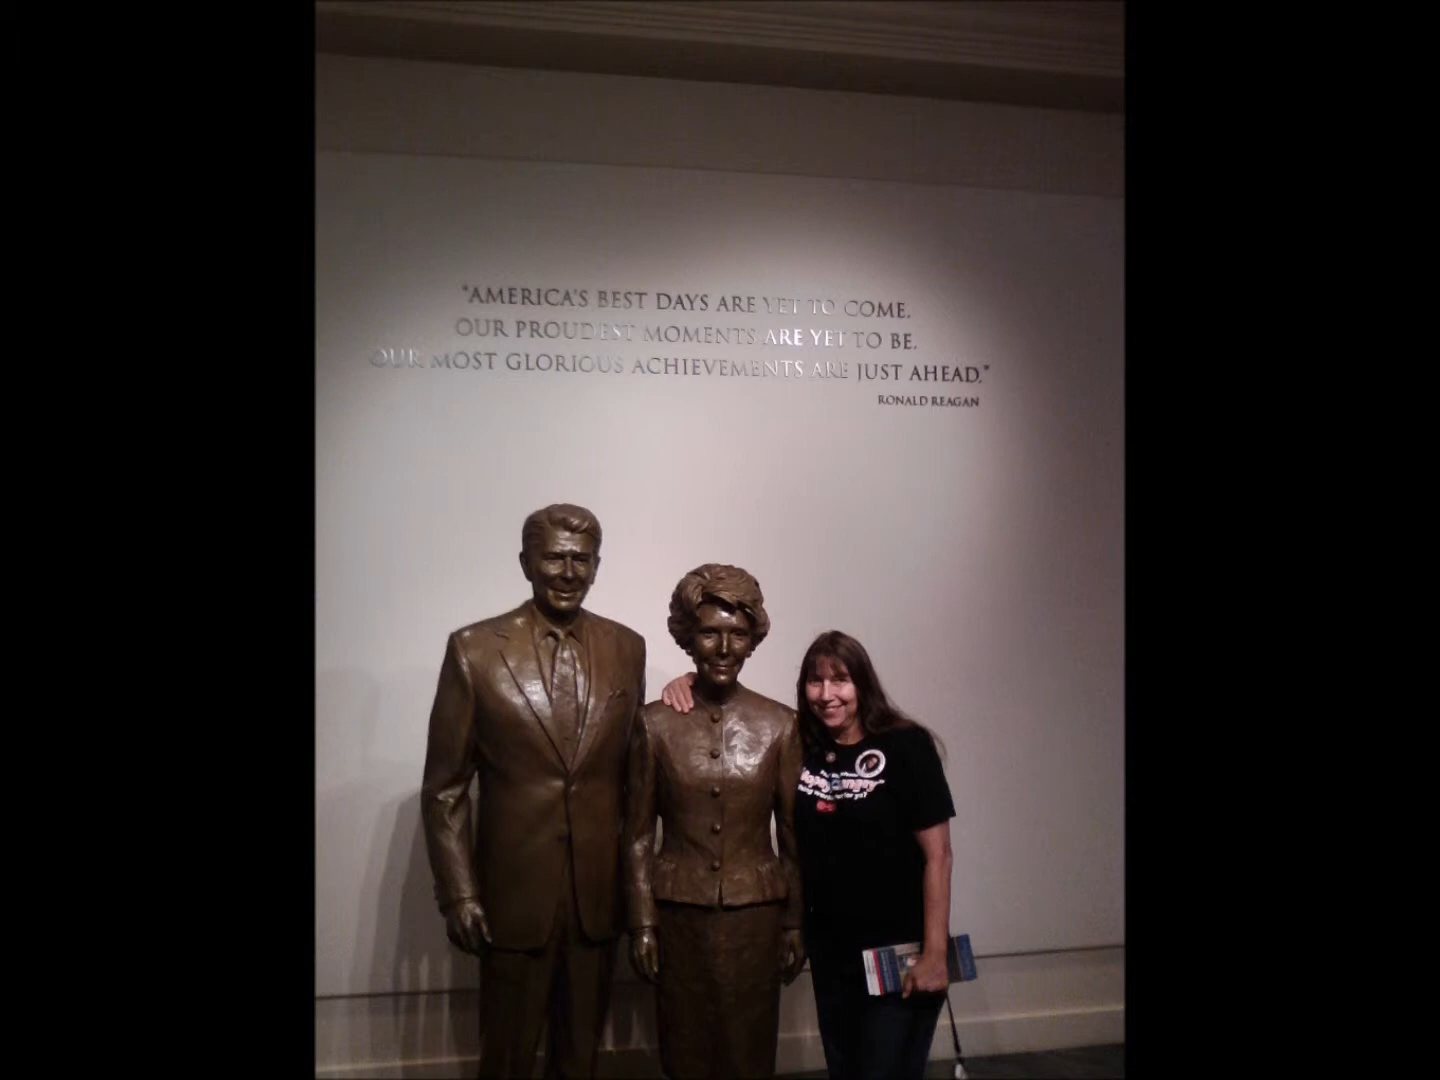 "AMERICA'S BEST DAYS ARE YET TO COME.
OUR PROUDEST MOMENTS ARE YET TO BE.
OUR MOST GLORIOUS ACHIEVEMENTS ARE JUST AHEAD."
RONALD REAGAN